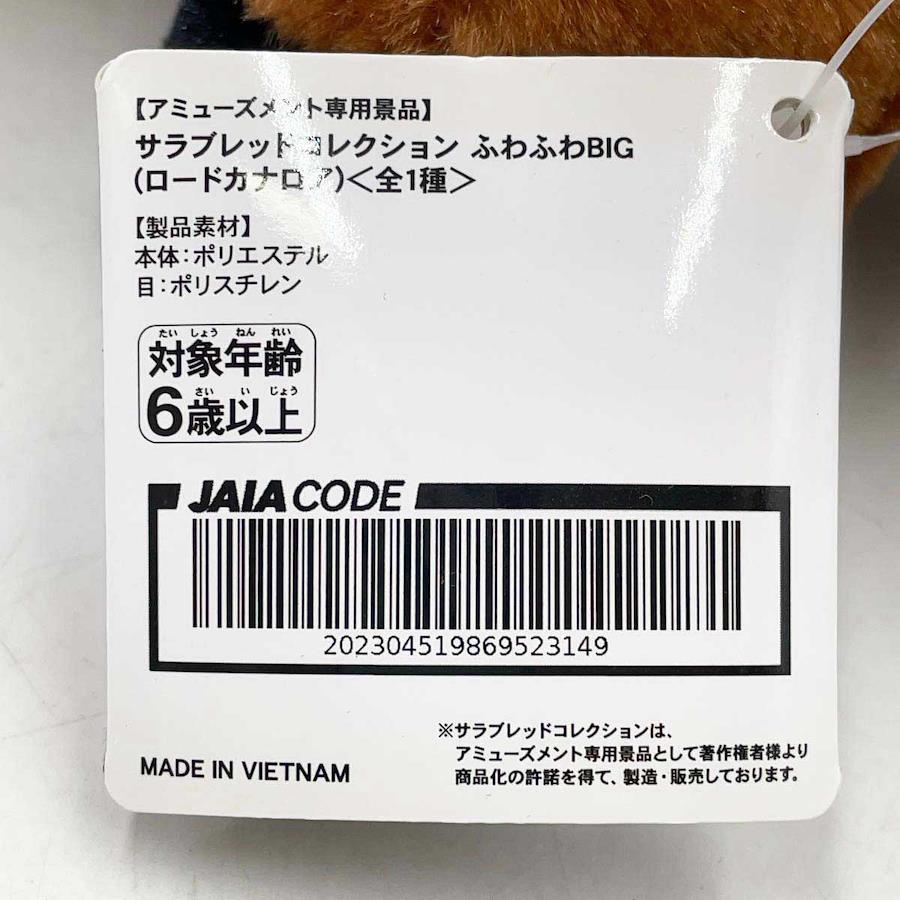 【アミューズメント専用景品】
サラブレッドコレクション ふわふわBIG
(ロードカナロア)＜全1種＞
【製品素材】
本体：ポリエステル
目：ポリスチレン
たい しょう ねん れい
対象年齢
さい い じょう
6歳以上
JAIA CODE
202304519869523149
※サラブレッドコレクションは、
アミューズメント専用景品として著作権者様より
商品化の許諾を得て、製造・販売しております。
MADE IN VIETNAM